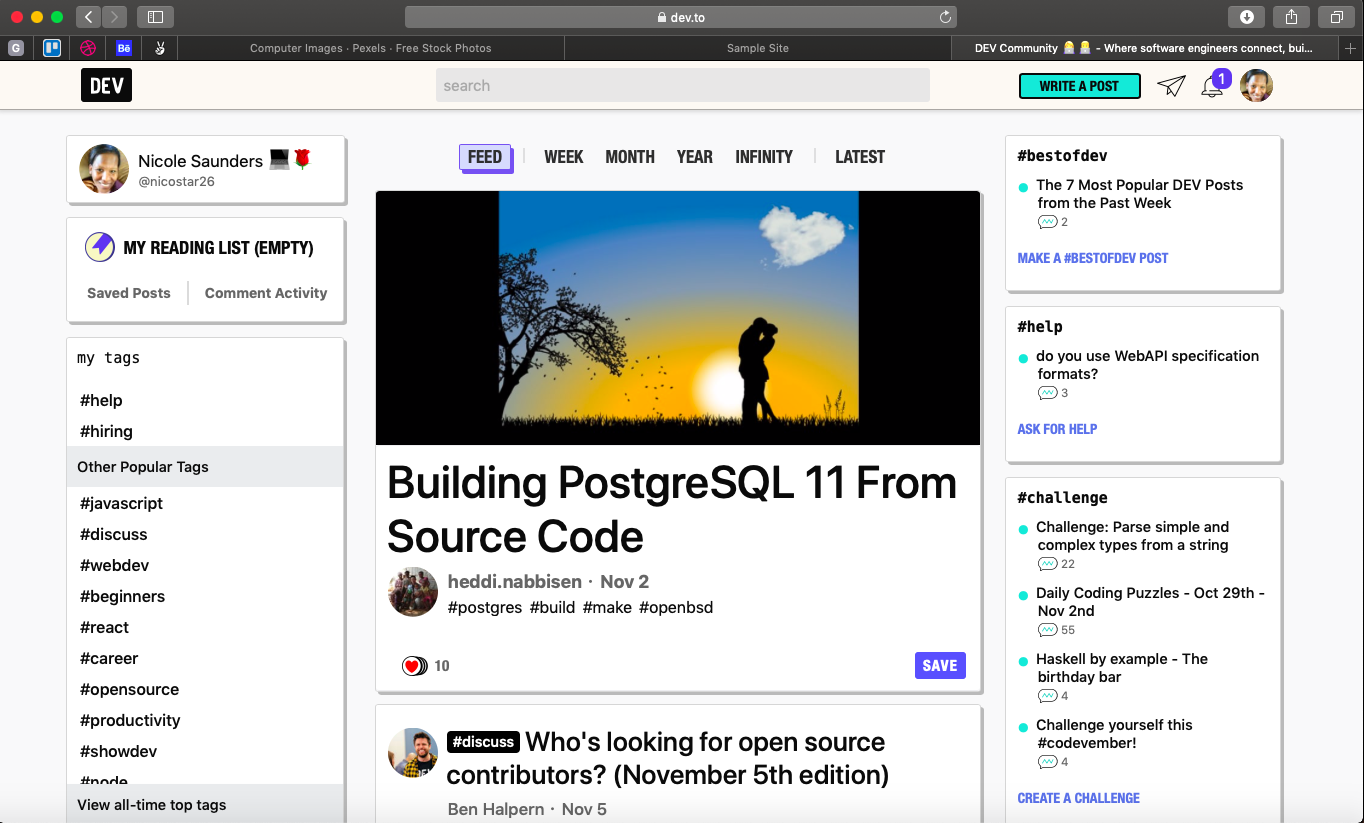 dev.to
G
Bē
Computer Images · Pexels · Free Stock Photos
Sample Site
DEV Community 👩‍💻👨‍💻 - Where software engineers connect, bui...
DEV
search
WRITE A POST
1
Nicole Saunders 💻🌹
@nicostar26
MY READING LIST (EMPTY)
Saved Posts
Comment Activity
my tags
#help
#hiring
Other Popular Tags
#javascript
#discuss
#webdev
#beginners
#react
#career
#opensource
#productivity
#showdev
#node
View all-time top tags
FEED
WEEK
MONTH
YEAR
INFINITY
LATEST
Building PostgreSQL 11 From
Source Code
heddi.nabbisen · Nov 2
#postgres #build #make #openbsd
10
SAVE
#discuss Who's looking for open source
contributors? (November 5th edition)
Ben Halpern · Nov 5
#bestofdev
The 7 Most Popular DEV Posts
from the Past Week
2
MAKE A #BESTOFDEV POST
#help
do you use WebAPI specification
formats?
3
ASK FOR HELP
#challenge
Challenge: Parse simple and
complex types from a string
22
Daily Coding Puzzles - Oct 29th -
Nov 2nd
55
Haskell by example - The
birthday bar
4
Challenge yourself this
#codevember!
4
CREATE A CHALLENGE